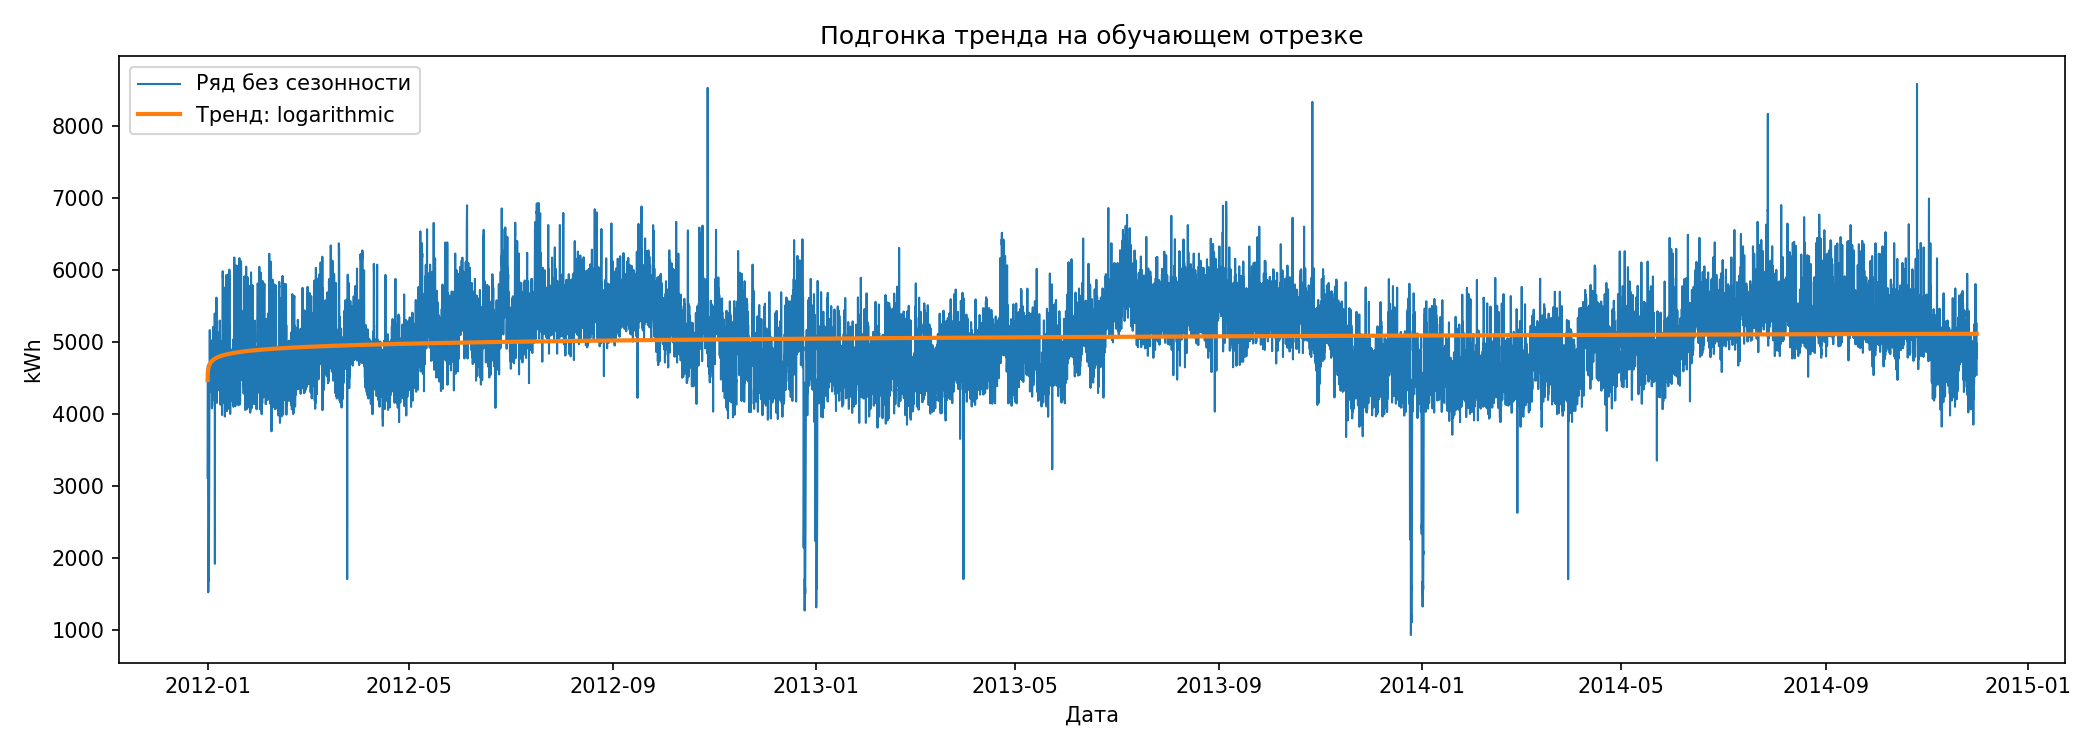 Подгонка тренда на обучающем отрезке
Ряд без сезонности
Тренд: logarithmic
8000
7000
6000
5000
4000
3000
2000
1000
kWh
2012-01 2012-05 2012-09 2013-01 2013-05 2013-09 2014-01 2014-05 2014-09 2015-01
Дата